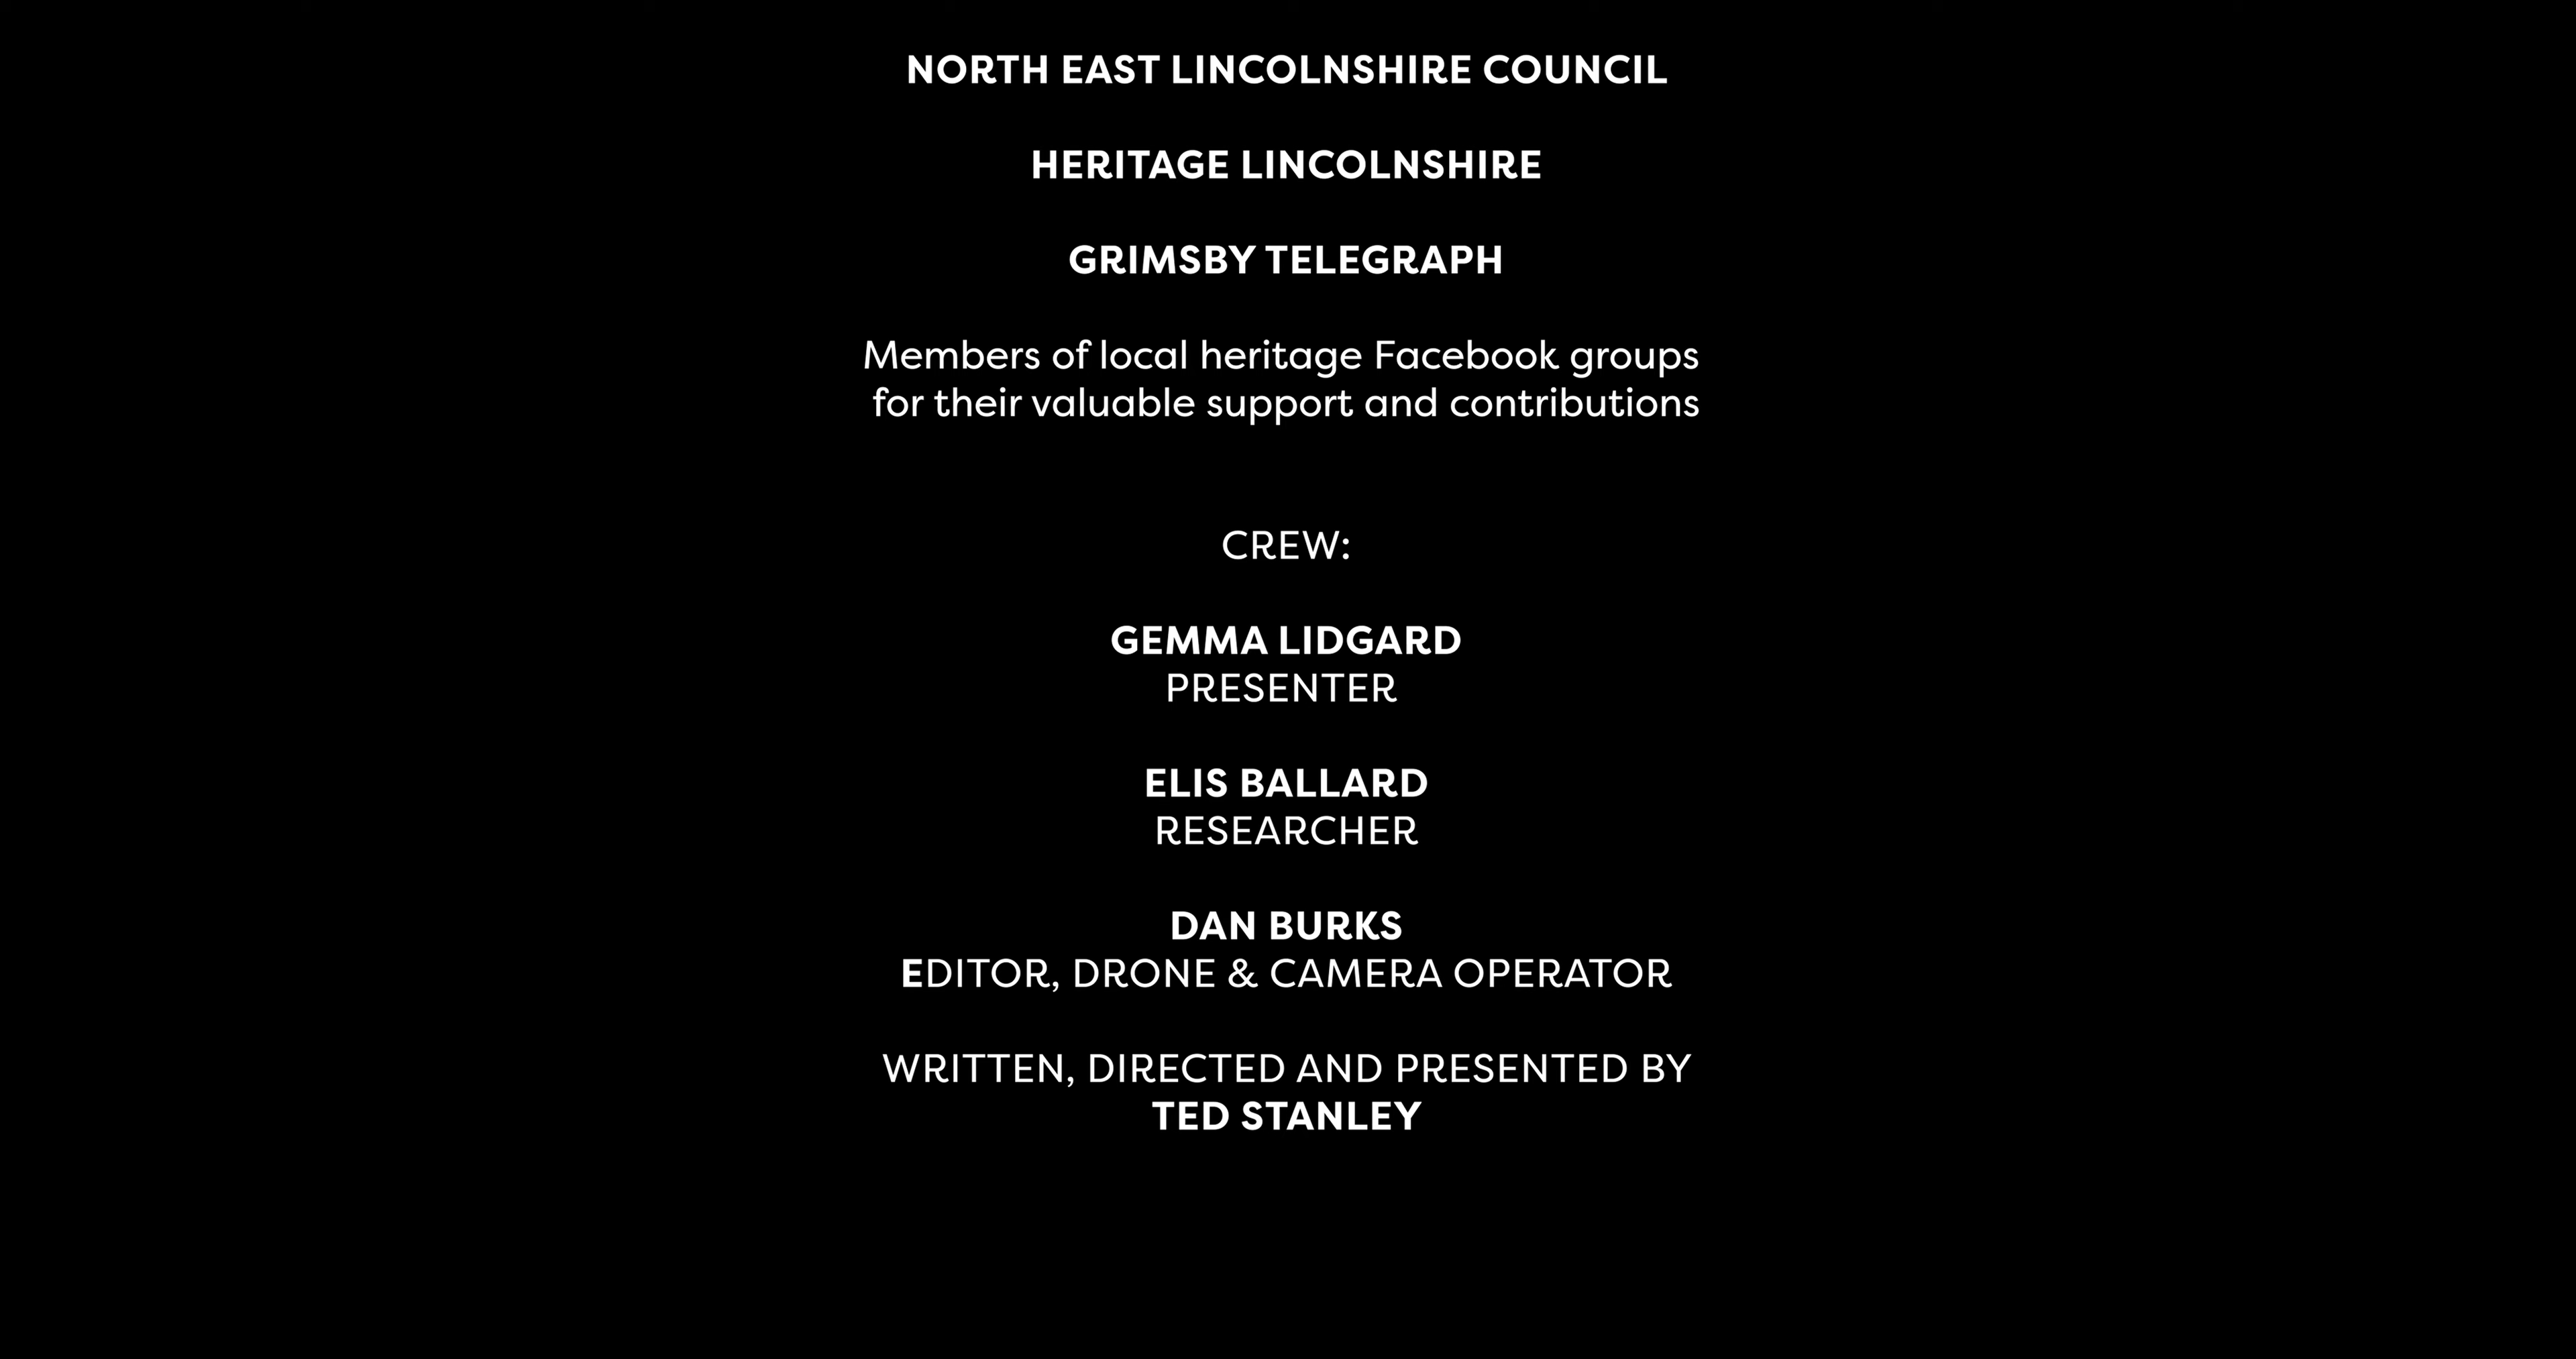 NORTH EAST LINCOLNSHIRE COUNCIL
HERITAGE LINCOLNSHIRE
GRIMSBY TELEGRAPH
Members of local heritage Facebook groups
for their valuable support and contributions
CREW:
GEMMA LIDGARD
PRESENTER
ELIS BALLARD
RESEARCHER
DAN BURKS
EDITOR, DRONE & CAMERA OPERATOR
WRITTEN, DIRECTED AND PRESENTED BY
TED STANLEY